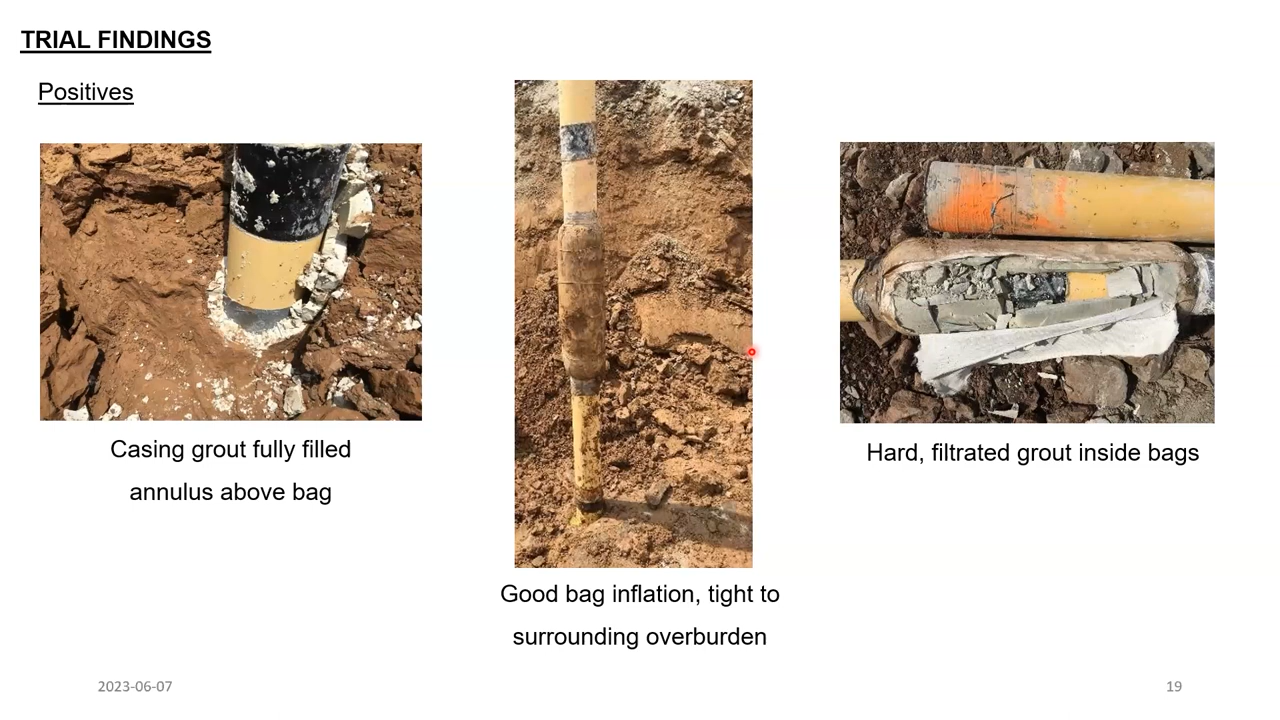 TRIAL FINDINGS
Positives
Casing grout fully filled
annulus above bag
Good bag inflation, tight to
surrounding overburden
Hard, filtrated grout inside bags
2023-06-07
19